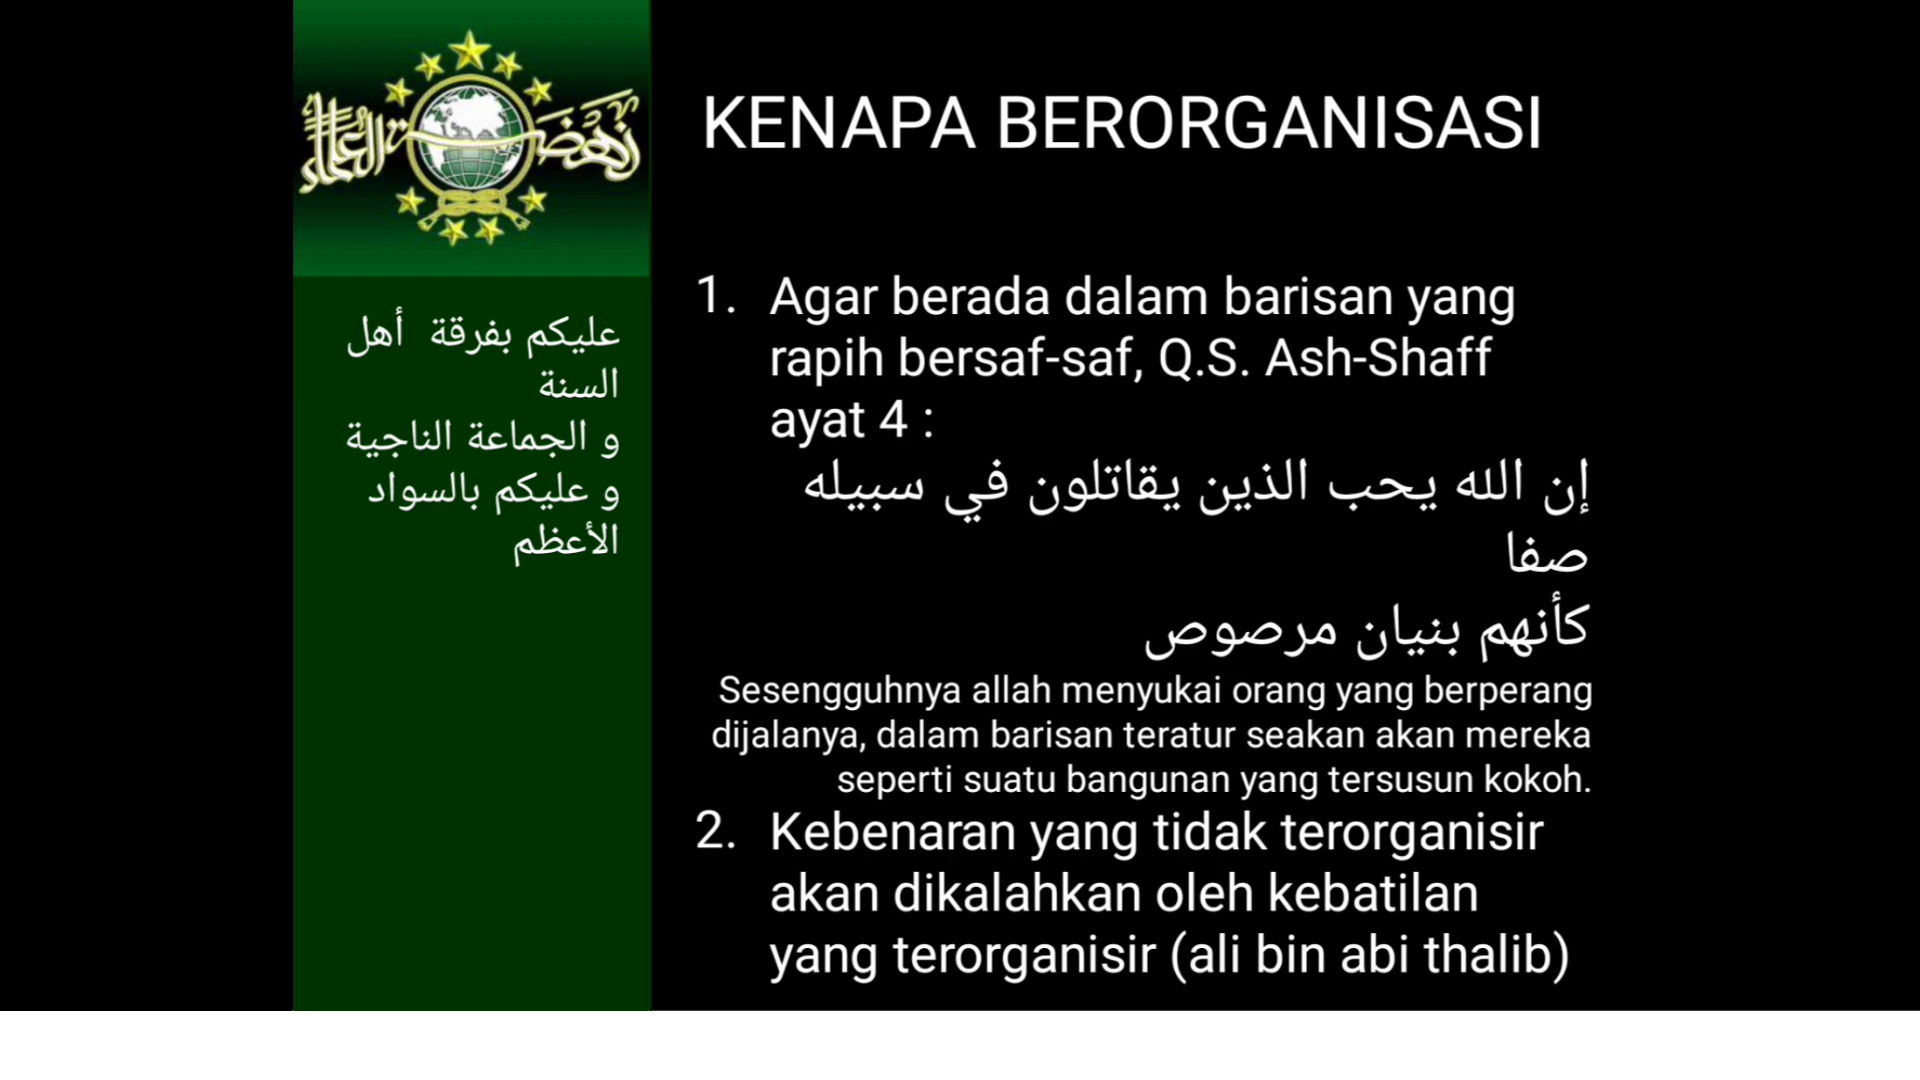 نهضة العلماء
عليكم بفرقة أهل
السنة
و الجماعة الناجية
و عليكم بالسواد
الأعظم
KENAPA BERORGANISASI
1. Agar berada dalam barisan yang
rapih bersaf-saf, Q.S. Ash-Shaff
ayat 4 :
إن الله يحب الذين يقاتلون في سبيله
صفا
كأنهم بنيان مرصوص
Sesengguhnya allah menyukai orang yang berperang
dijalanya, dalam barisan teratur seakan akan mereka
seperti suatu bangunan yang tersusun kokoh.
2. Kebenaran yang tidak terorganisir
akan dikalahkan oleh kebatilan
yang terorganisir (ali bin abi thalib)